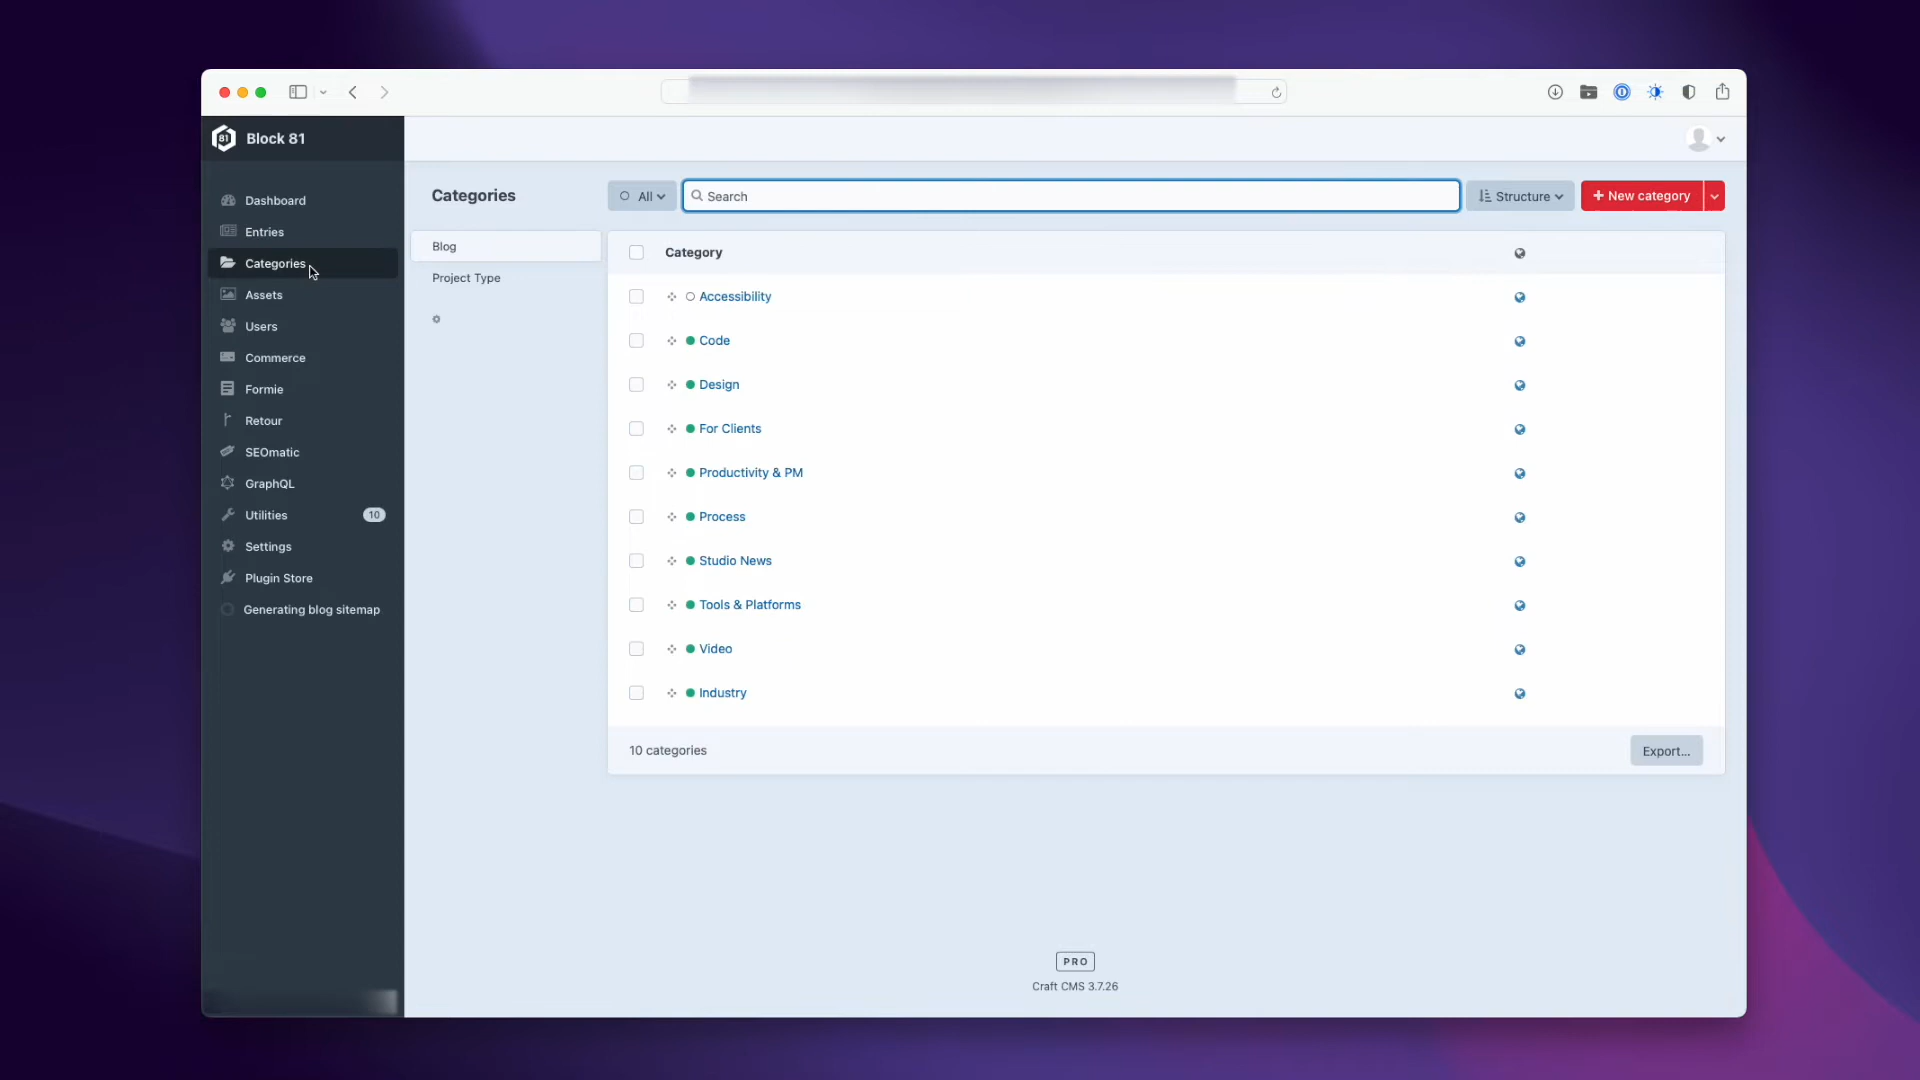 81 Block 81
Dashboard
Entries
Categories
Assets
Users
Commerce
Formie
Retour
SEOmatic
GraphQL
Utilities 10
Settings
Plugin Store
Generating blog sitemap
Categories
All
Search
Structure
+ New category
Blog
Project Type
Category
Accessibility
Code
Design
For Clients
Productivity & PM
Process
Studio News
Tools & Platforms
Video
Industry
10 categories
Export...
PRO
Craft CMS 3.7.26